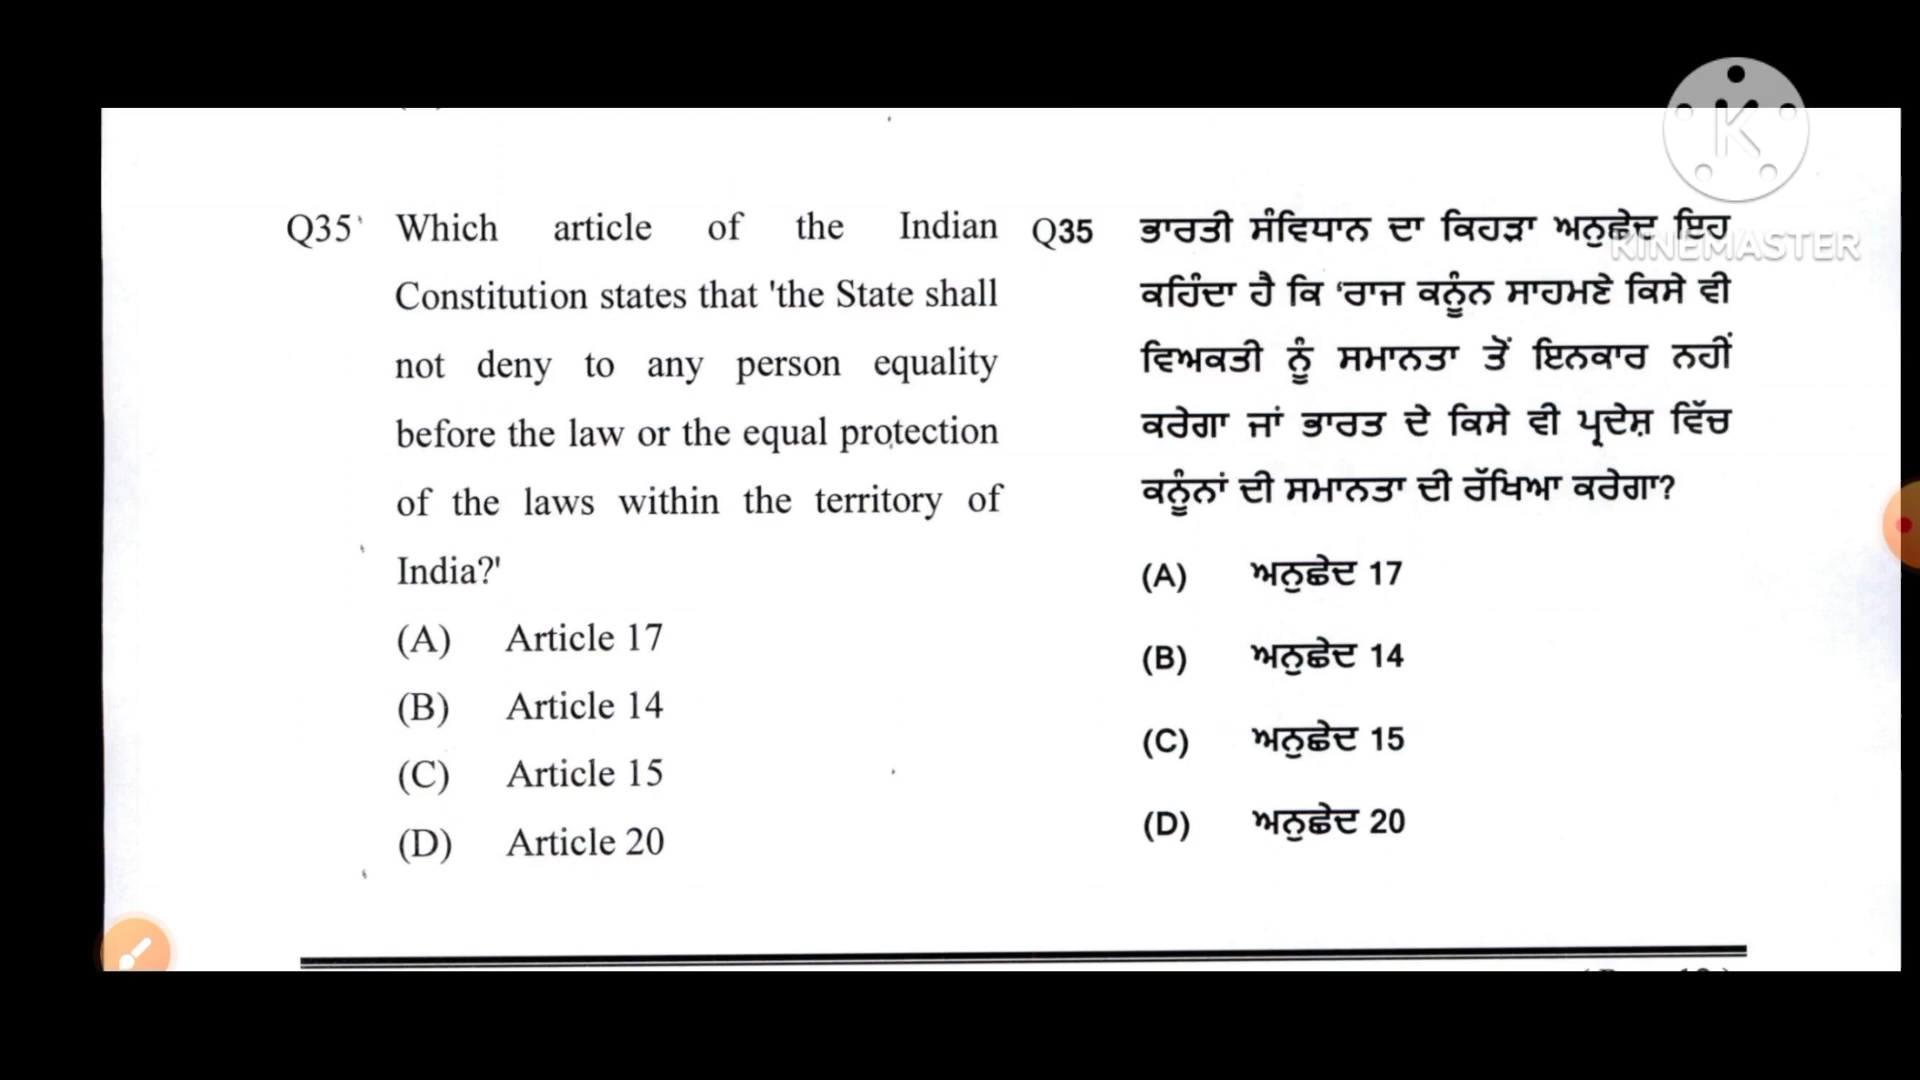 K
KINEMASTER
Q35 Which article of the Indian
Constitution states that 'the State shall
not deny to any person equality
before the law or the equal protection
of the laws within the territory of
India?'
(A) Article 17
(B) Article 14
(C) Article 15
(D) Article 20
Q35 ਭਾਰਤੀ ਸੰਵਿਧਾਨ ਦਾ ਕਿਹੜਾ ਅਨੁਛੇਦ ਇਹ
ਕਹਿੰਦਾ ਹੈ ਕਿ ‘ਰਾਜ ਕਨੂੰਨ ਸਾਹਮਣੇ ਕਿਸੇ ਵੀ
ਵਿਅਕਤੀ ਨੂੰ ਸਮਾਨਤਾ ਤੋਂ ਇਨਕਾਰ ਨਹੀਂ
ਕਰੇਗਾ ਜਾਂ ਭਾਰਤ ਦੇ ਕਿਸੇ ਵੀ ਪ੍ਰਦੇਸ਼ ਵਿੱਚ
ਕਨੂੰਨਾਂ ਦੀ ਸਮਾਨਤਾ ਦੀ ਰੱਖਿਆ ਕਰੇਗਾ?
(A) ਅਨੁਛੇਦ 17
(B) ਅਨੁਛੇਦ 14
(C) ਅਨੁਛੇਦ 15
(D) ਅਨੁਛੇਦ 20